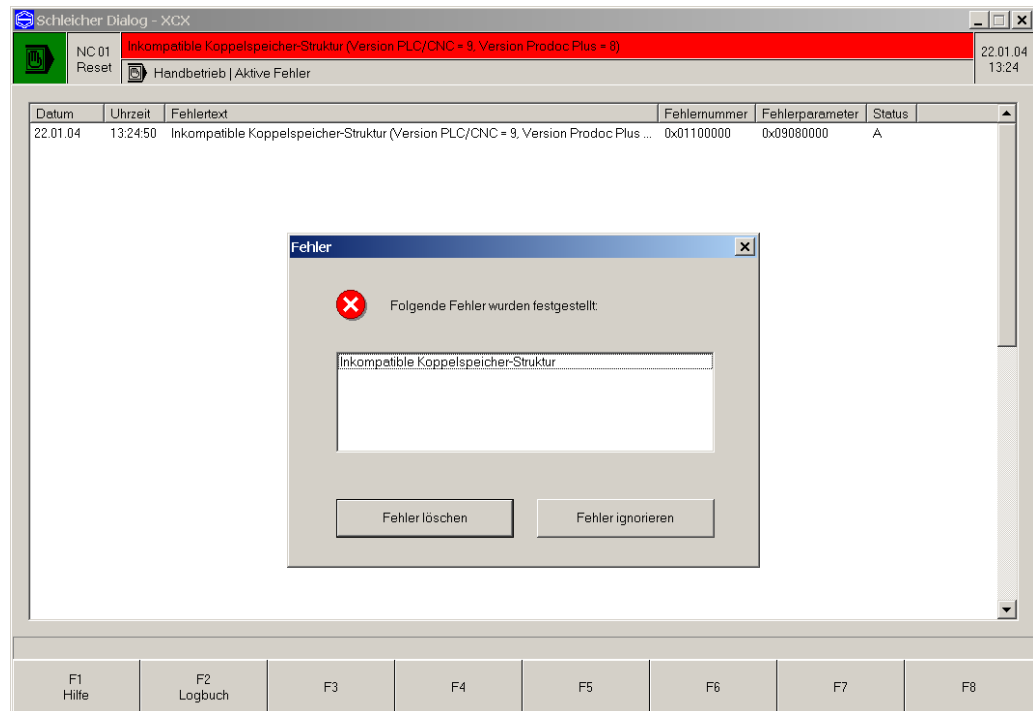 Schleicher Dialog - XCX
NC 01
Reset
Inkompatible Koppelspeicher-Struktur (Version PLC/CNC = 9, Version Prodoc Plus = 8)
Handbetrieb | Aktive Fehler
22.01.04
13:24
Datum Uhrzeit Fehlertext Fehlernummer Fehlerparameter Status
22.01.04 13:24:50 Inkompatible Koppelspeicher-Struktur (Version PLC/CNC = 9, Version Prodoc Plus ... 0x01100000 0x09080000 A
Fehler
Folgende Fehler wurden festgestellt:
Inkompatible Koppelspeicher-Struktur
Fehler löschen Fehler ignorieren
F1 F2 F3 F4 F5 F6 F7 F8
Hilfe Logbuch